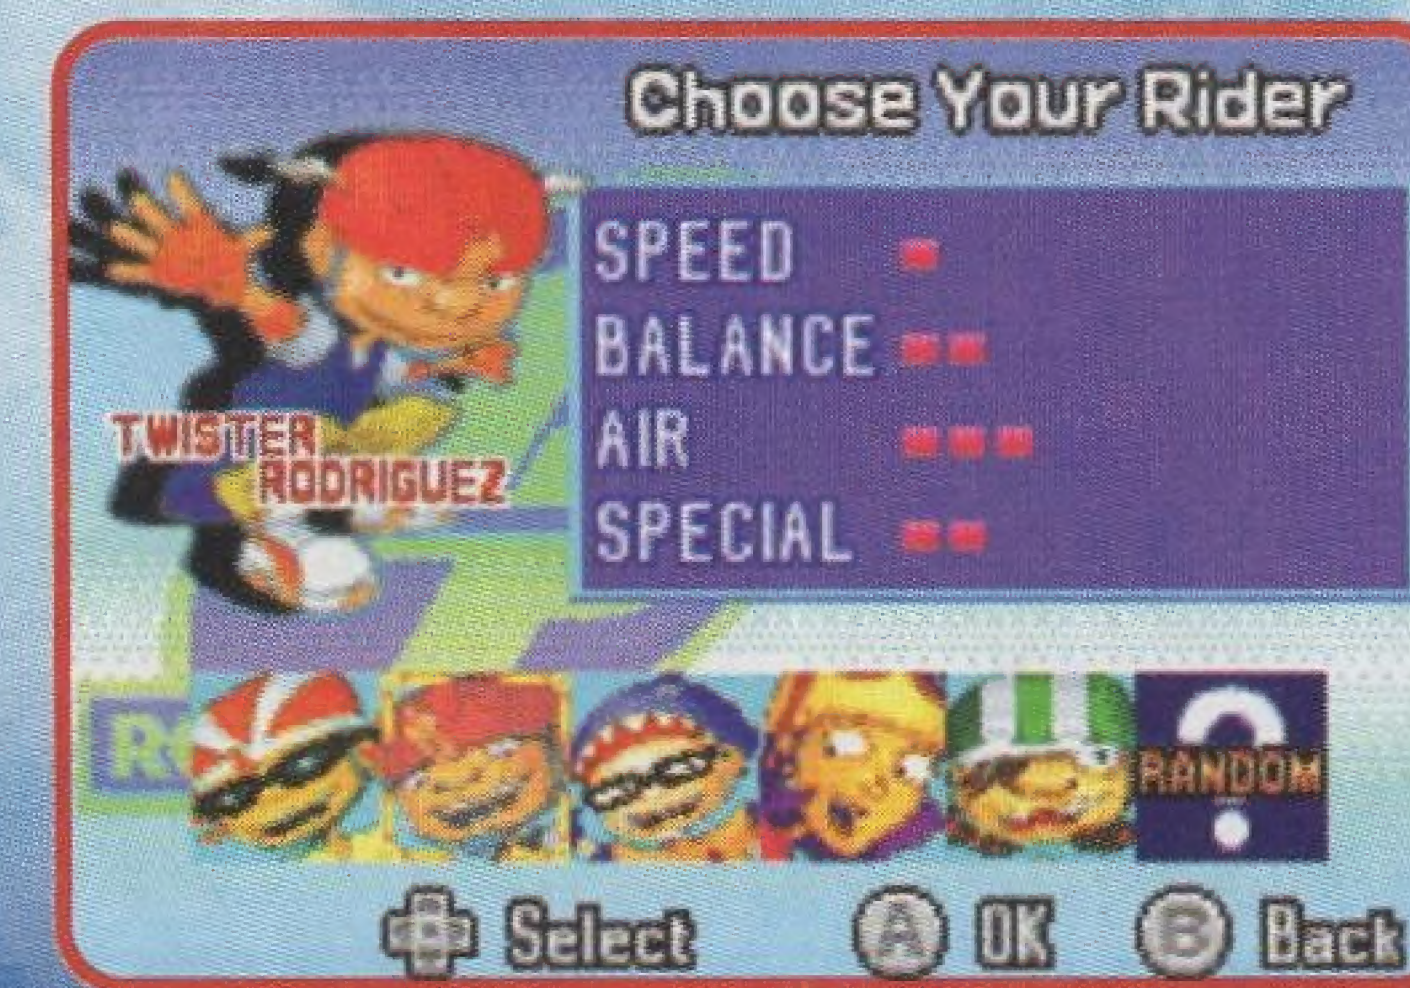 Choose Your Rider
SPEED
BALANCE
AIR
SPECIAL
TWISTER
RODRIGUEZ
RANDOM
Select
A OK
B Back